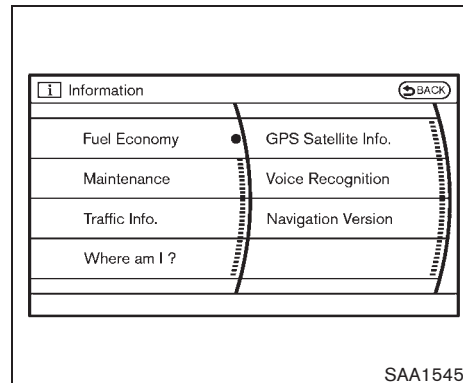 i Information BACK
Fuel Economy GPS Satellite Info.
Maintenance Voice Recognition
Traffic Info. Navigation Version
Where am I ?
SAA1545